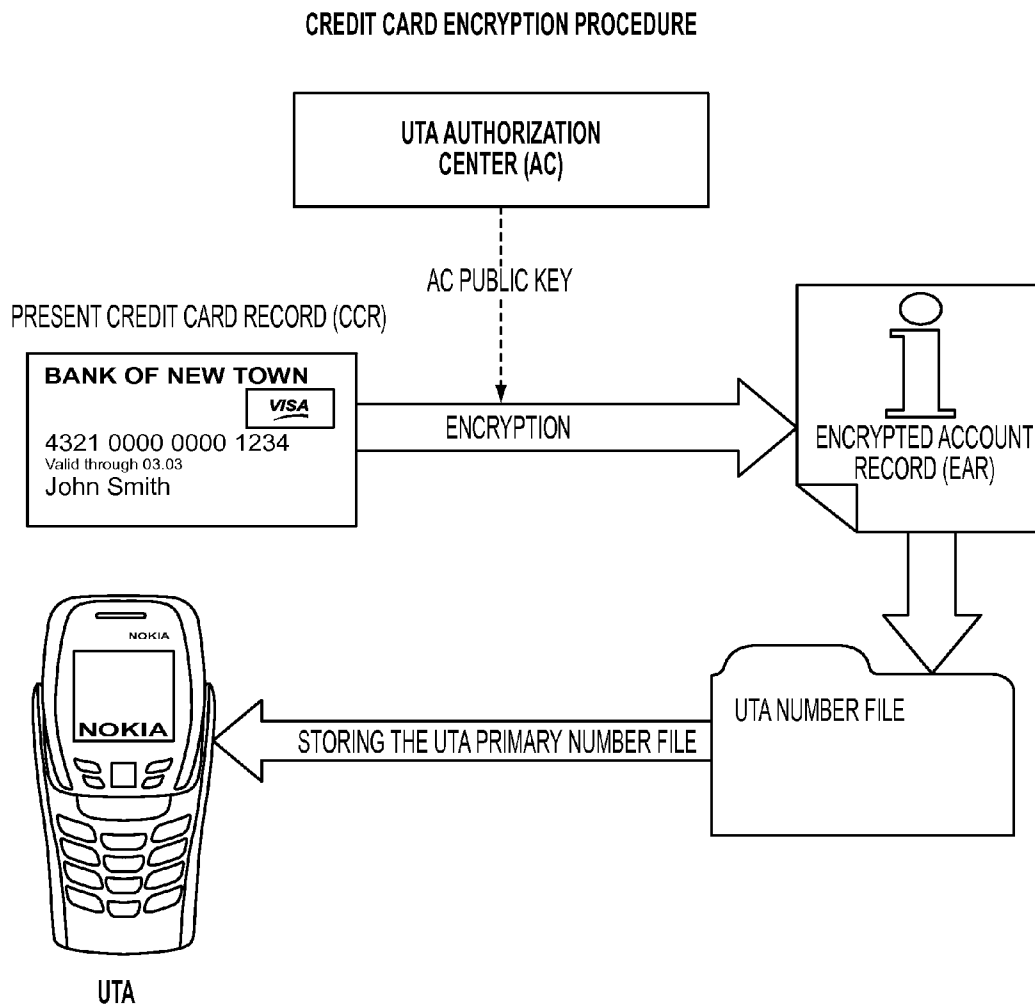 CREDIT CARD ENCRYPTION PROCEDURE
UTA AUTHORIZATION
CENTER (AC)
AC PUBLIC KEY
PRESENT CREDIT CARD RECORD (CCR)
BANK OF NEW TOWN
VISA
4321 0000 0000 1234
Valid through 03.03
John Smith
ENCRYPTION
ENCRYPTED ACCOUNT
RECORD (EAR)
UTA NUMBER FILE
STORING THE UTA PRIMARY NUMBER FILE
NOKIA
NOKIA
UTA